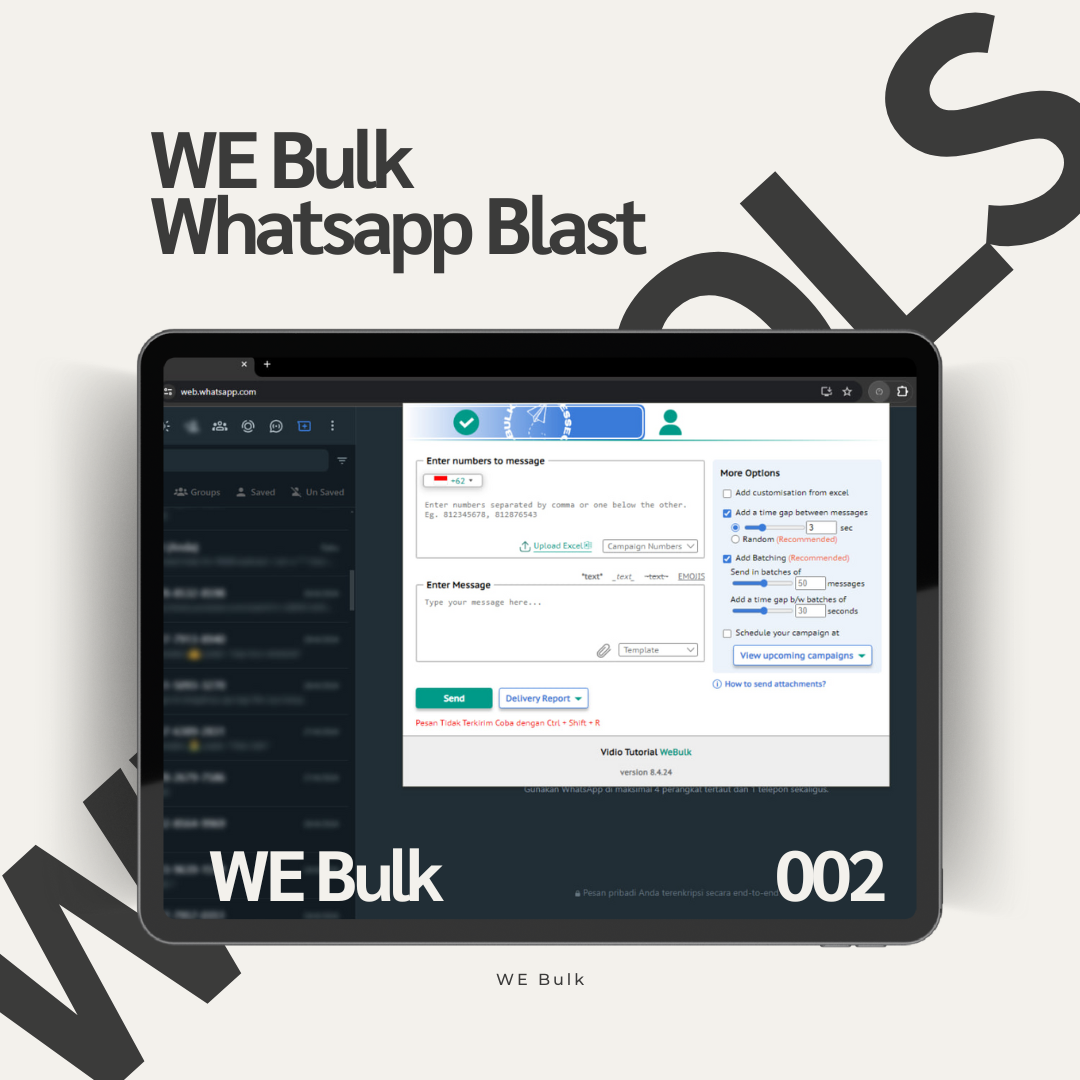 WE Bulk
Whatsapp Blast
OLS
web.whatsapp.com
Groups Saved Un Saved
BULK
Enter numbers to message
+62
Enter numbers separated by comma or one below the other.
Eg. 812345678, 812876543
Upload Excel
Campaign Numbers
*text* _text_ ~text~ EMOJIS
Enter Message
Type your message here...
Template
Send
Delivery Report
Pesan Tidak Terkirim Coba dengan Ctrl + Shift + R
More Options
Add customisation from excel
Add a time gap between messages
3 sec
Random (Recommended)
Add Batching (Recommended)
Send in batches of
50 messages
Add a time gap b/w batches of
30 seconds
Schedule your campaign at
View upcoming campaigns
How to send attachments?
Vidio Tutorial WeBulk
version 8.4.24
Gunakan WhatsApp di maksimal 4 perangkat tertaut dan 1 telepon sekaligus.
Pesan pribadi Anda terenkripsi secara end-to-end
WE Bulk
002
W
WE Bulk